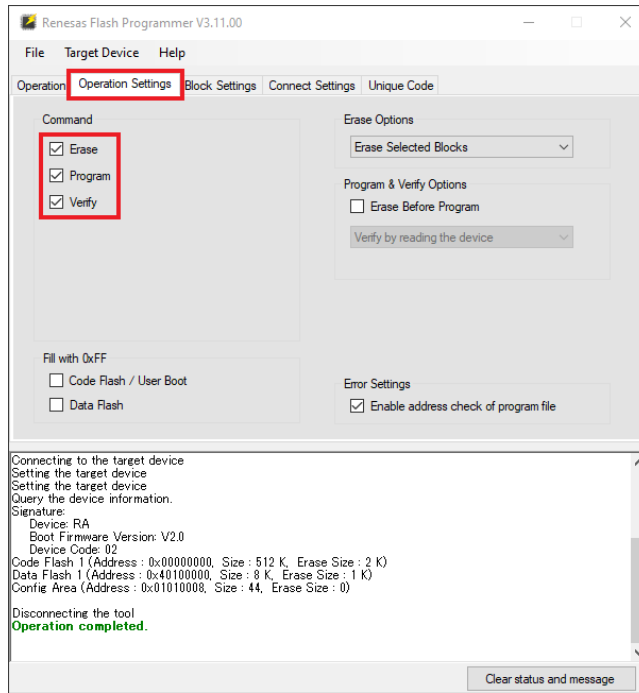 Renesas Flash Programmer V3.11.00
File Target Device Help
Operation Operation Settings Block Settings Connect Settings Unique Code
Command
Erase
Program
Verify
Erase Options
Erase Selected Blocks
Program & Verify Options
Erase Before Program
Verify by reading the device
Fill with 0xFF
Code Flash / User Boot
Data Flash
Error Settings
Enable address check of program file
Connecting to the target device
Setting the target device
Setting the target device
Query the device information.
Signature:
Device: RA
Boot Firmware Version: V2.0
Device Code: 02
Code Flash 1 (Address : 0x00000000, Size : 512 K, Erase Size : 2 K)
Data Flash 1 (Address : 0x40100000, Size : 8 K, Erase Size : 1 K)
Config Area (Address : 0x01010008, Size : 44, Erase Size : 0)
Disconnecting the tool
Operation completed.
Clear status and message